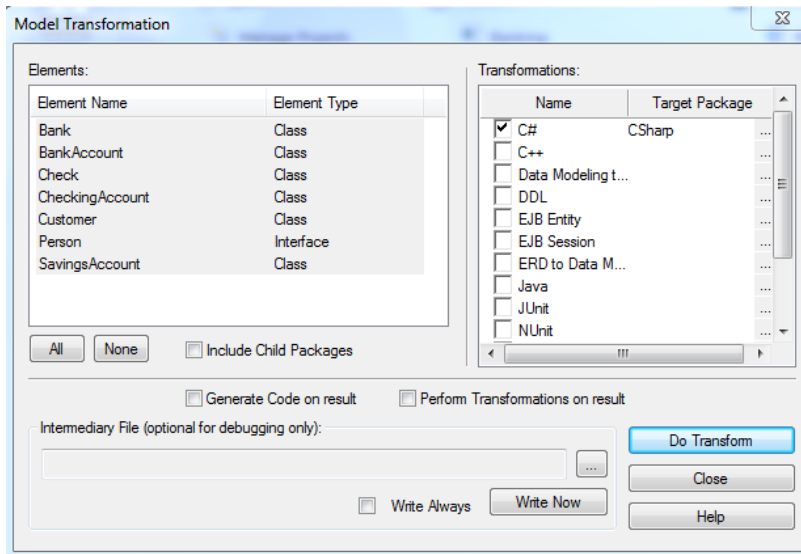 Model Transformation
Elements:
Element Name Element Type
Bank Class
BankAccount Class
Check Class
CheckingAccount Class
Customer Class
Person Interface
SavingsAccount Class
All None Include Child Packages
Transformations:
Name Target Package
C# CSharp ...
C++ ...
Data Modeling t... ...
DDL ...
EJB Entity ...
EJB Session ...
ERD to Data M... ...
Java ...
JUnit ...
NUnit ...
Generate Code on result Perform Transformations on result
Intermediary File (optional for debugging only):
...
Write Always Write Now
Do Transform
Close
Help